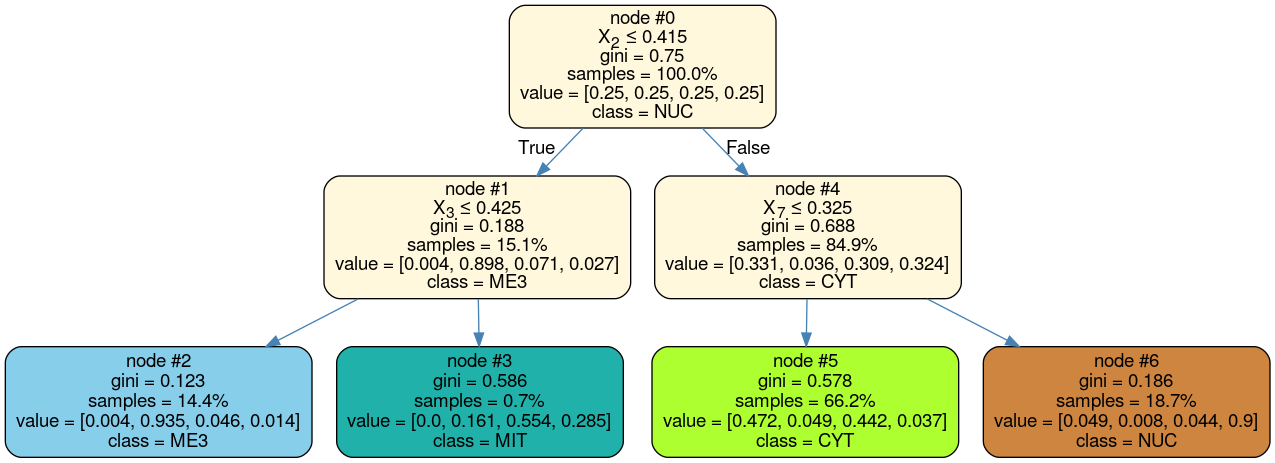 node #0
X2 ≤ 0.415
gini = 0.75
samples = 100.0%
value = [0.25, 0.25, 0.25, 0.25]
class = NUC
True
False
node #1
X3 ≤ 0.425
gini = 0.188
samples = 15.1%
value = [0.004, 0.898, 0.071, 0.027]
class = ME3
node #4
X7 ≤ 0.325
gini = 0.688
samples = 84.9%
value = [0.331, 0.036, 0.309, 0.324]
class = CYT
node #2
gini = 0.123
samples = 14.4%
value = [0.004, 0.935, 0.046, 0.014]
class = ME3
node #3
gini = 0.586
samples = 0.7%
value = [0.0, 0.161, 0.554, 0.285]
class = MIT
node #5
gini = 0.578
samples = 66.2%
value = [0.472, 0.049, 0.442, 0.037]
class = CYT
node #6
gini = 0.186
samples = 18.7%
value = [0.049, 0.008, 0.044, 0.9]
class = NUC